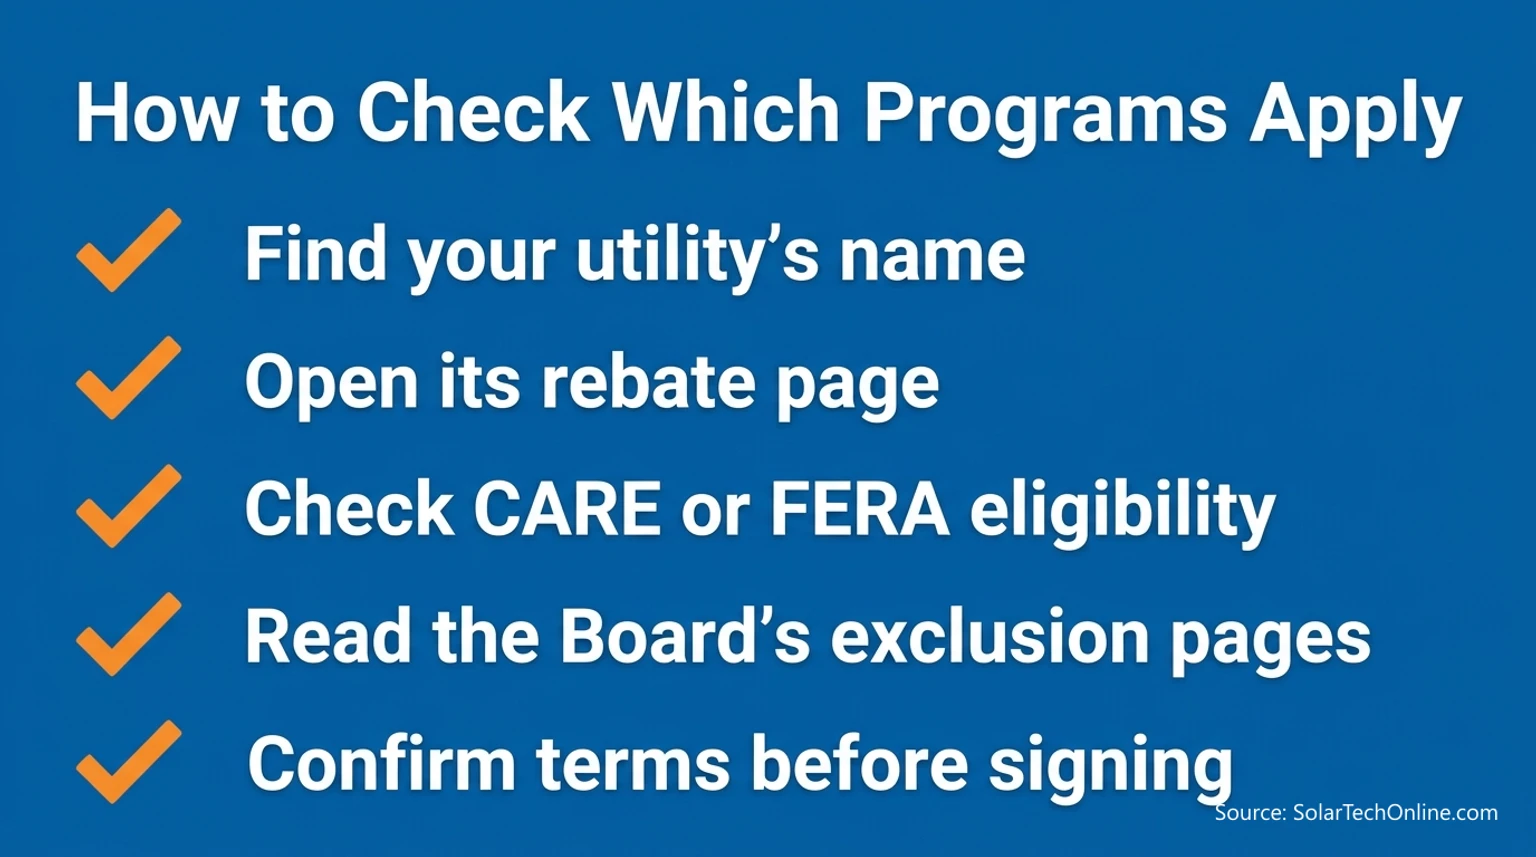 How to Check Which Programs Apply
Find your utility’s name
Open its rebate page
Check CARE or FERA eligibility
Read the Board’s exclusion pages
Confirm terms before signing
Source: SolarTechOnline.com